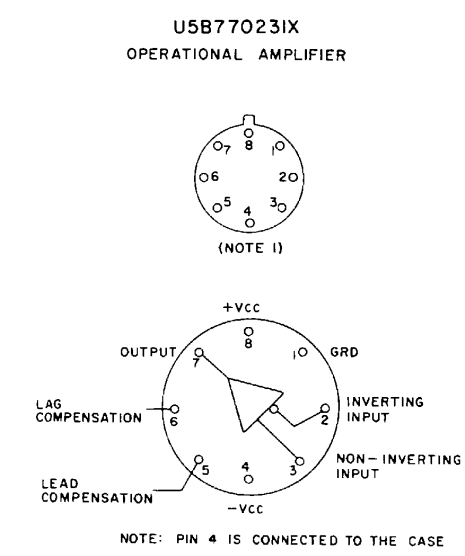 U5B770231X
OPERATIONAL AMPLIFIER
8
7
1
6
2
5
3
4
(NOTE 1)
+VCC
8
OUTPUT
7
1
GRD
LAG
COMPENSATION
6
INVERTING
INPUT
2
NON-INVERTING
INPUT
3
LEAD
COMPENSATION
5
4
-VCC
NOTE: PIN 4 IS CONNECTED TO THE CASE